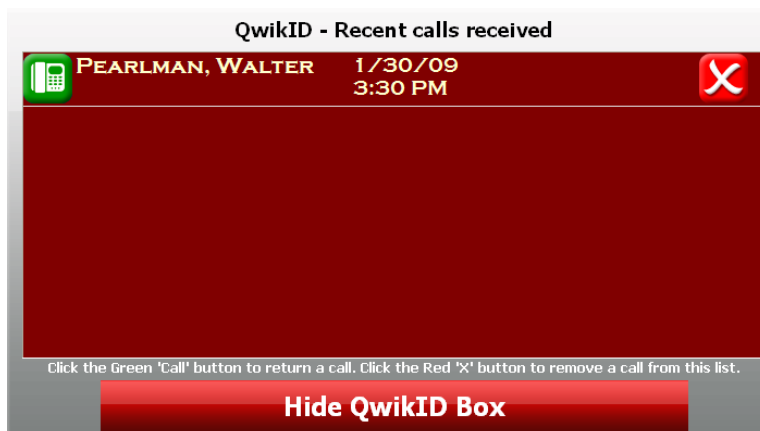 QwikID - Recent calls received
Pearlman, Walter 1/30/09
3:30 PM
Click the Green 'Call' button to return a call. Click the Red 'X' button to remove a call from this list.
Hide QwikID Box